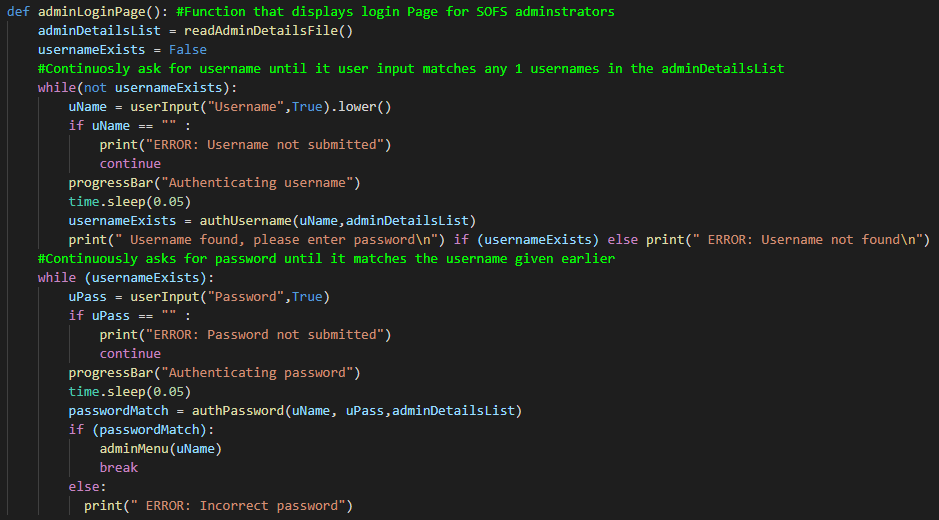 def adminLoginPage(): #Function that displays login Page for SOFS adminstrators
    adminDetailsList = readAdminDetailsFile()
    usernameExists = False
    #Continuosly ask for username until it user input matches any 1 usernames in the adminDetailsList
    while(not usernameExists):
        uName = userInput("Username",True).lower()
        if uName == "" :
            print("ERROR: Username not submitted")
            continue
        progressBar("Authenticating username")
        time.sleep(0.05)
        usernameExists = authUsername(uName,adminDetailsList)
        print(" Username found, please enter password\n") if (usernameExists) else print(" ERROR: Username not found\n")
    #Continuously asks for password until it matches the username given earlier
    while (usernameExists):
        uPass = userInput("Password",True)
        if uPass == "" :
            print("ERROR: Password not submitted")
            continue
        progressBar("Authenticating password")
        time.sleep(0.05)
        passwordMatch = authPassword(uName, uPass,adminDetailsList)
        if (passwordMatch):
            adminMenu(uName)
            break
        else:
          print(" ERROR: Incorrect password")